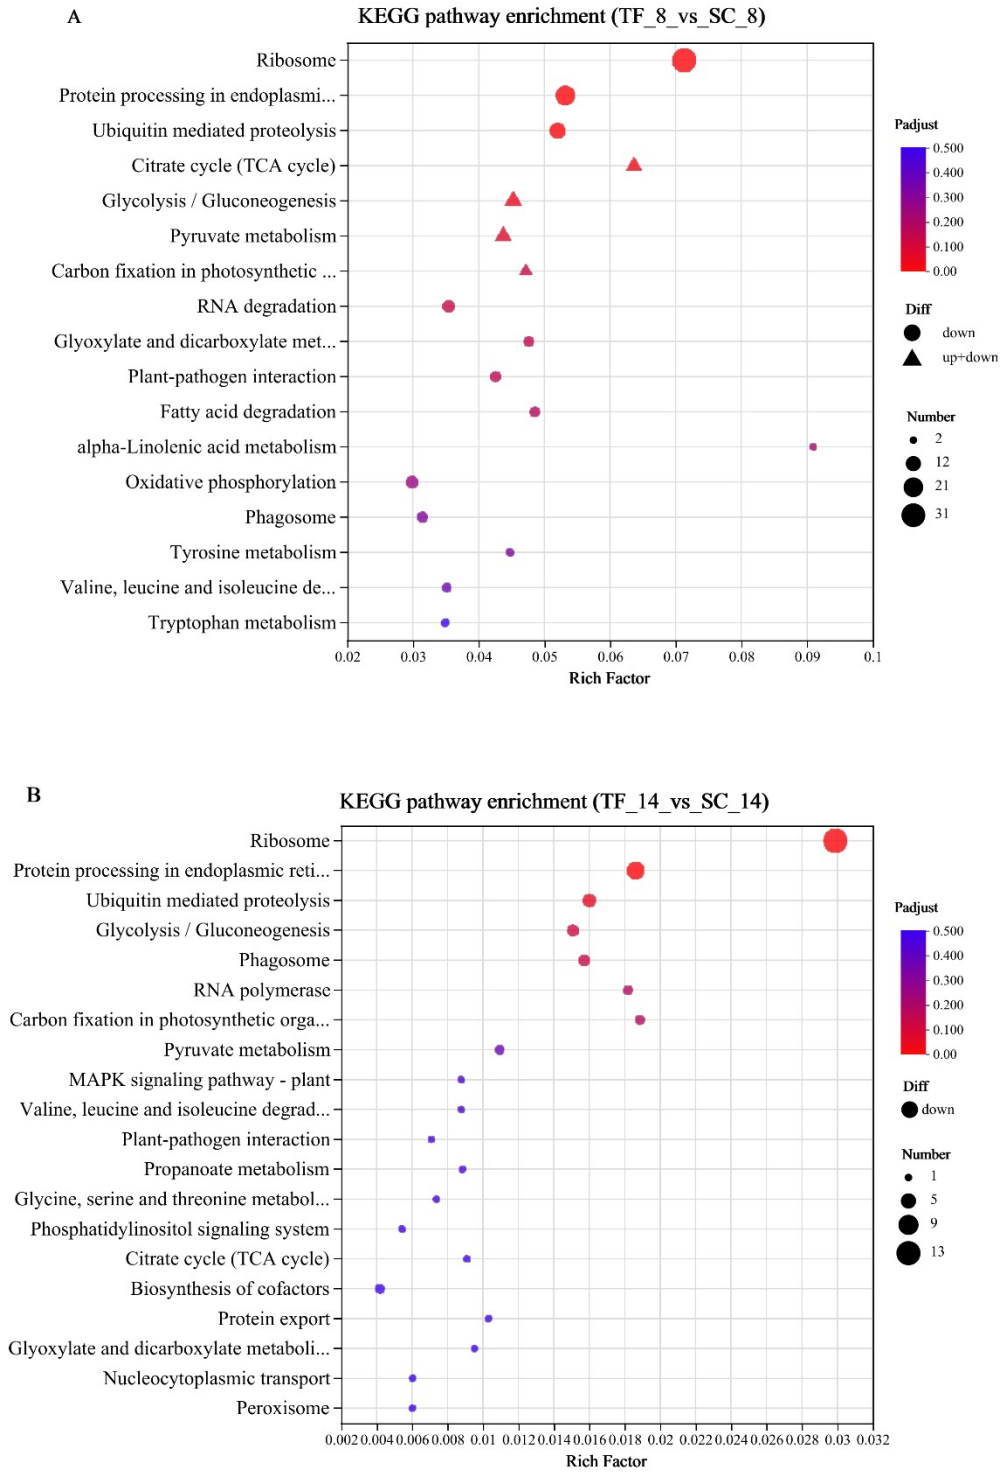 A
KEGG pathway enrichment (TF_8_vs_SC_8)
Ribosome
Protein processing in endoplasmi...
Ubiquitin mediated proteolysis
Citrate cycle (TCA cycle)
Glycolysis / Gluconeogenesis
Pyruvate metabolism
Carbon fixation in photosynthetic ...
RNA degradation
Glyoxylate and dicarboxylate met...
Plant-pathogen interaction
Fatty acid degradation
alpha-Linolenic acid metabolism
Oxidative phosphorylation
Phagosome
Tyrosine metabolism
Valine, leucine and isoleucine de...
Tryptophan metabolism
0.02 0.03 0.04 0.05 0.06 0.07 0.08 0.09 0.1
Rich Factor
Padjust
0.500
0.400
0.300
0.200
0.100
0.00
Diff
down
up+down
Number
2
12
21
31
B
KEGG pathway enrichment (TF_14_vs_SC_14)
Ribosome
Protein processing in endoplasmic reti...
Ubiquitin mediated proteolysis
Glycolysis / Gluconeogenesis
Phagosome
RNA polymerase
Carbon fixation in photosynthetic orga...
Pyruvate metabolism
MAPK signaling pathway - plant
Valine, leucine and isoleucine degrad...
Plant-pathogen interaction
Propanoate metabolism
Glycine, serine and threonine metabol...
Phosphatidylinositol signaling system
Citrate cycle (TCA cycle)
Biosynthesis of cofactors
Protein export
Glyoxylate and dicarboxylate metaboli...
Nucleocytoplasmic transport
Peroxisome
0.002 0.004 0.006 0.008 0.01 0.012 0.014 0.016 0.018 0.02 0.022 0.024 0.026 0.028 0.03 0.032
Rich Factor
Padjust
0.500
0.400
0.300
0.200
0.100
0.00
Diff
down
Number
1
5
9
13